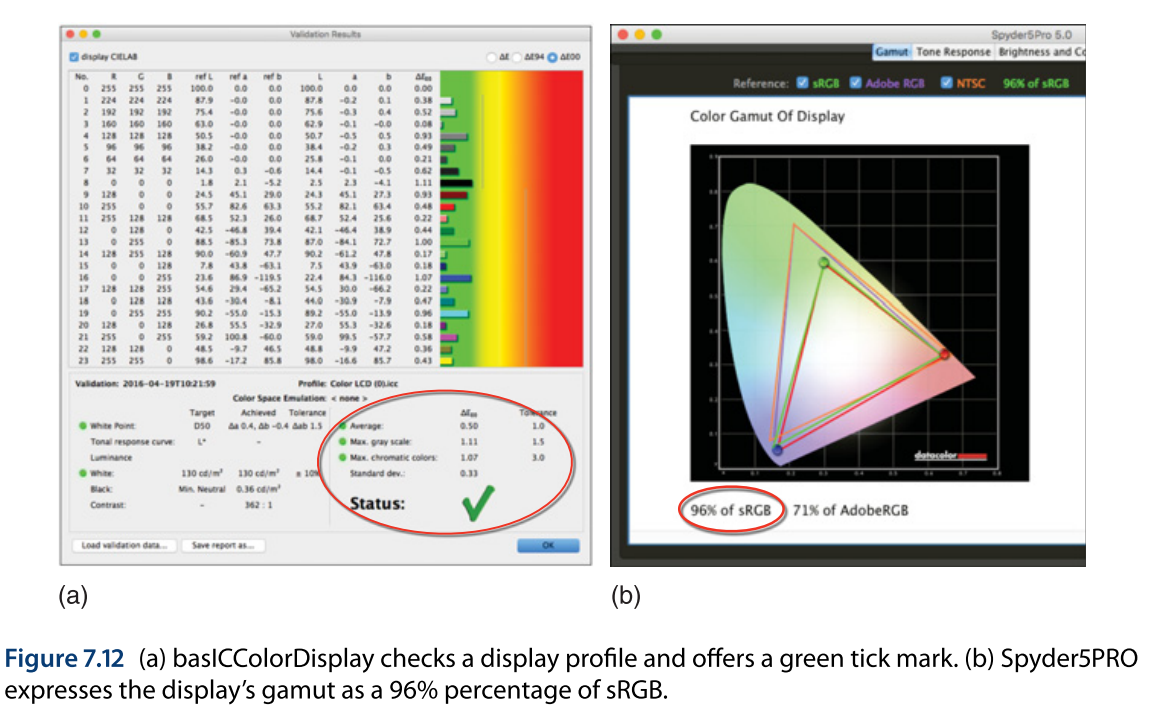 Validation Results
display CIELAB ΔE ΔE94 ΔE00
No. R G B ref L ref a ref b L a b ΔE₀₀
0 255 255 255 100.0 0.0 0.0 100.0 0.0 0.0 0.00
1 224 224 224 87.9 -0.0 0.0 87.8 -0.2 0.1 0.38
2 192 192 192 75.4 -0.0 0.0 75.6 -0.3 0.4 0.52
3 160 160 160 63.0 -0.0 0.0 62.9 -0.1 -0.0 0.08
4 128 128 128 50.5 -0.0 0.0 50.7 -0.5 0.5 0.93
5 96 96 96 38.2 -0.0 0.0 38.4 -0.2 0.3 0.49
6 64 64 64 26.0 -0.0 0.0 25.8 -0.1 0.0 0.21
7 32 32 32 14.3 0.3 -0.6 14.4 -0.1 -0.5 0.62
8 0 0 0 1.8 2.1 -5.2 2.5 2.3 -4.1 1.11
9 128 0 0 24.5 45.1 29.0 24.3 45.1 27.3 0.93
10 255 0 0 55.7 82.6 63.3 55.2 82.1 63.4 0.48
11 255 128 128 68.5 52.3 26.0 68.7 52.4 25.6 0.22
12 0 128 0 42.5 -46.8 39.4 42.1 -46.4 38.9 0.44
13 0 255 0 88.5 -85.3 73.8 87.0 -84.1 72.7 1.00
14 128 255 128 90.0 -60.9 47.7 90.2 -61.2 47.8 0.17
15 0 0 128 7.8 43.8 -63.1 7.5 43.9 -63.0 0.18
16 0 0 255 23.6 86.9 -119.5 22.4 84.3 -116.0 1.07
17 128 128 255 54.6 29.4 -65.2 54.5 30.0 -66.2 0.22
18 0 128 128 43.6 -30.4 -8.1 44.0 -30.9 -7.9 0.47
19 0 255 255 90.2 -55.0 -15.3 89.2 -55.0 -13.9 0.96
20 128 0 128 26.8 55.5 -32.9 27.0 55.3 -32.6 0.18
21 255 0 255 59.2 100.8 -60.0 59.0 99.5 -57.7 0.58
22 128 128 0 48.5 -9.7 46.5 48.8 -9.9 47.2 0.36
23 255 255 0 98.6 -17.2 85.8 98.0 -16.6 85.7 0.43
Validation: 2016-04-19T10:21:59 Profile: Color LCD (0).icc
Color Space Emulation: < none >
Target Achieved Tolerance
White Point: D50 Δa 0.4, Δb -0.4 Δab 1.5
Tonal response curve: L* -
Luminance
White: 130 cd/m² 130 cd/m² ± 10%
Black: Min. Neutral 0.36 cd/m²
Contrast: - 362 : 1
ΔE₀₀ Tolerance
Average: 0.50 1.0
Max. gray scale: 1.11 1.5
Max. chromatic colors: 1.07 3.0
Standard dev.: 0.33
Status:
Load validation data... Save report as... OK
(a)
Spyder5Pro 5.0
Gamut Tone Response Brightness and Co
Reference: sRGB Adobe RGB NTSC 96% of sRGB
Color Gamut Of Display
datacolor
96% of sRGB 71% of AdobeRGB
(b)
Figure 7.12 (a) basICColorDisplay checks a display profile and offers a green tick mark. (b) Spyder5PRO
expresses the display's gamut as a 96% percentage of sRGB.